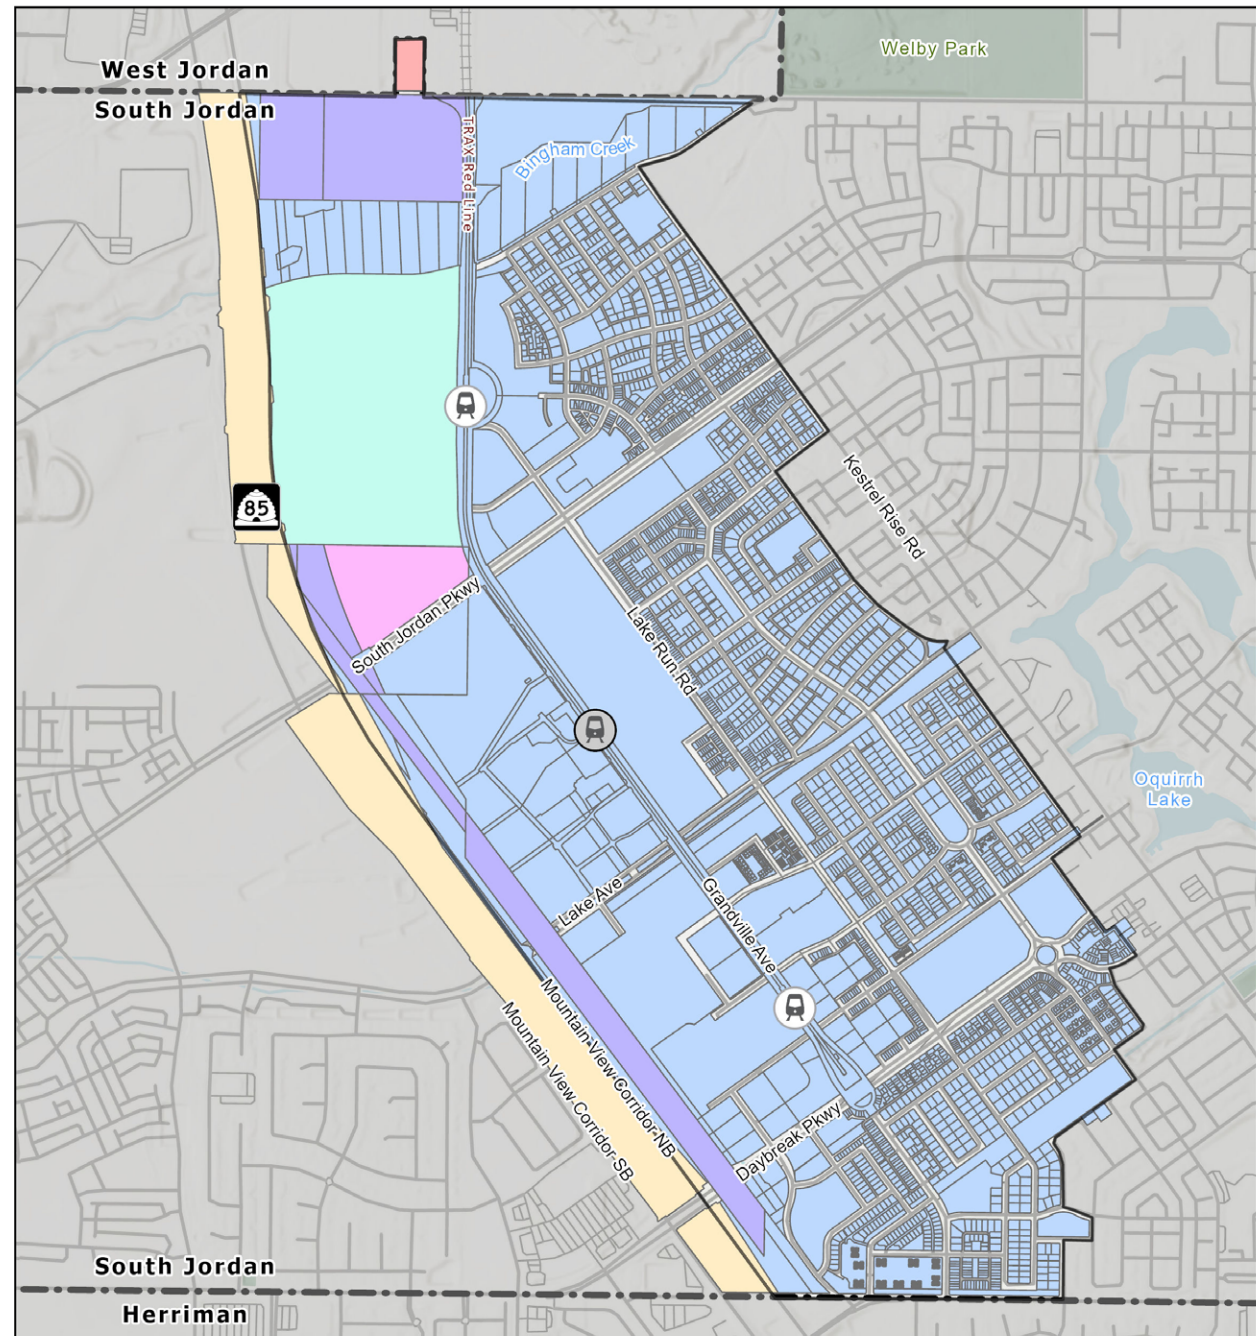 Welby Park
West Jordan
South Jordan
TRAX Red Line
Bingham Creek
Kestrel Rise Rd
85
South Jordan Pkwy
Lake Run Rd
Oquirrh
Lake
Lake Ave
Grandville Ave
Mountain View Corridor NB
Mountain View Corridor SB
Daybreak Pkwy
South Jordan
Herriman